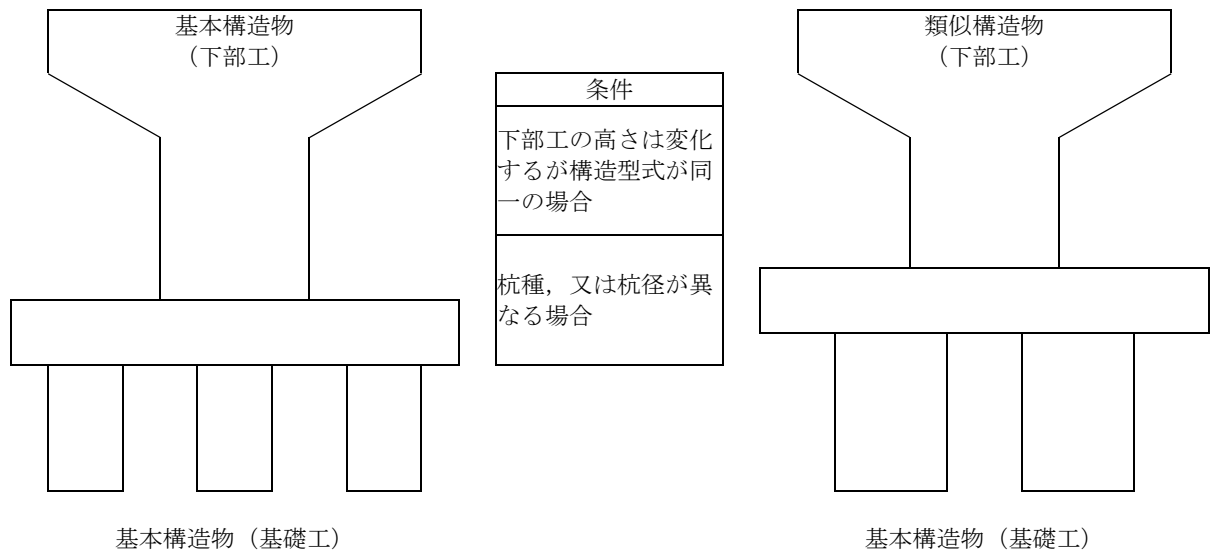 基本構造物
（下部工）
条件
下部工の高さは変化
するが構造型式が同
一の場合
杭種，又は杭径が異
なる場合
類似構造物
（下部工）
基本構造物（基礎工）
基本構造物（基礎工）